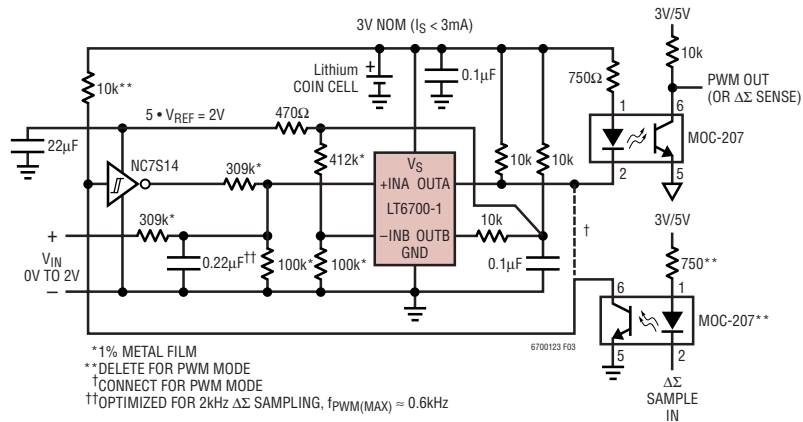 3V NOM (IS < 3mA)
3V/5V
10k**
Lithium
COIN CELL
+
0.1µF
750Ω
10k
PWM OUT
(OR ΔΣ SENSE)
5 • VREF = 2V
470Ω
1
6
MOC-207
22µF
NC7S14
309k*
412k*
VS
+INA OUTA
LT6700-1
–INB OUTB
GND
10k
10k
2
5
309k*
10k
†
3V/5V
+
VIN
0V TO 2V
–
0.22µF††
100k*
100k*
0.1µF
750**
6
1
MOC-207**
5
2
6700123 F03
ΔΣ
SAMPLE
IN
*1% METAL FILM
**DELETE FOR PWM MODE
†CONNECT FOR PWM MODE
††OPTIMIZED FOR 2kHz ΔΣ SAMPLING, fPWM(MAX) ≈ 0.6kHz